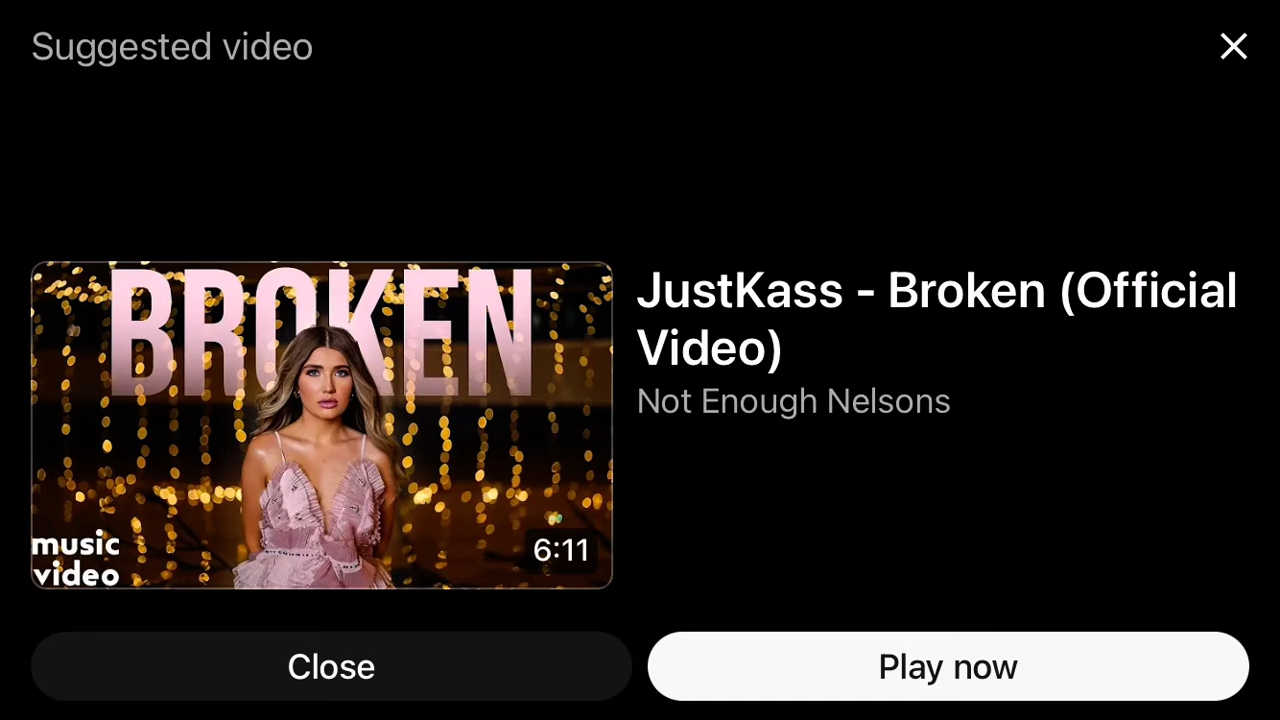 Suggested video
BROKEN
music
video
6:11
JustKass - Broken (Official
Video)
Not Enough Nelsons
Close
Play now